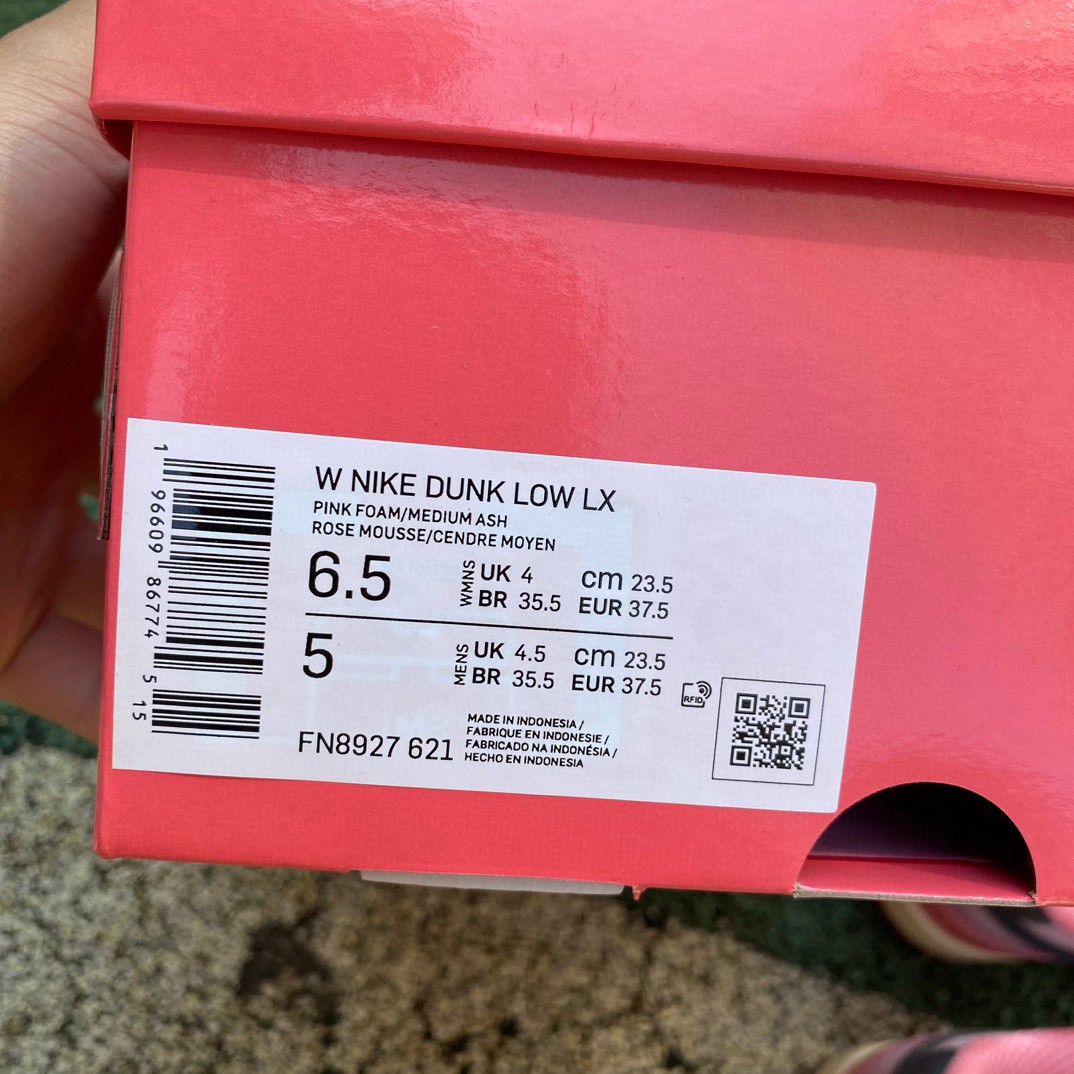 1 96609 86774 5 15
W NIKE DUNK LOW LX
PINK FOAM/MEDIUM ASH
ROSE MOUSSE/CENDRE MOYEN
6.5 WMNS UK 4 cm 23.5
BR 35.5 EUR 37.5
5 MENS UK 4.5 cm 23.5
BR 35.5 EUR 37.5
RFID
FN8927 621
MADE IN INDONESIA /
FABRIQUE EN INDONESIE /
FABRICADO NA INDONÉSIA /
HECHO EN INDONESIA